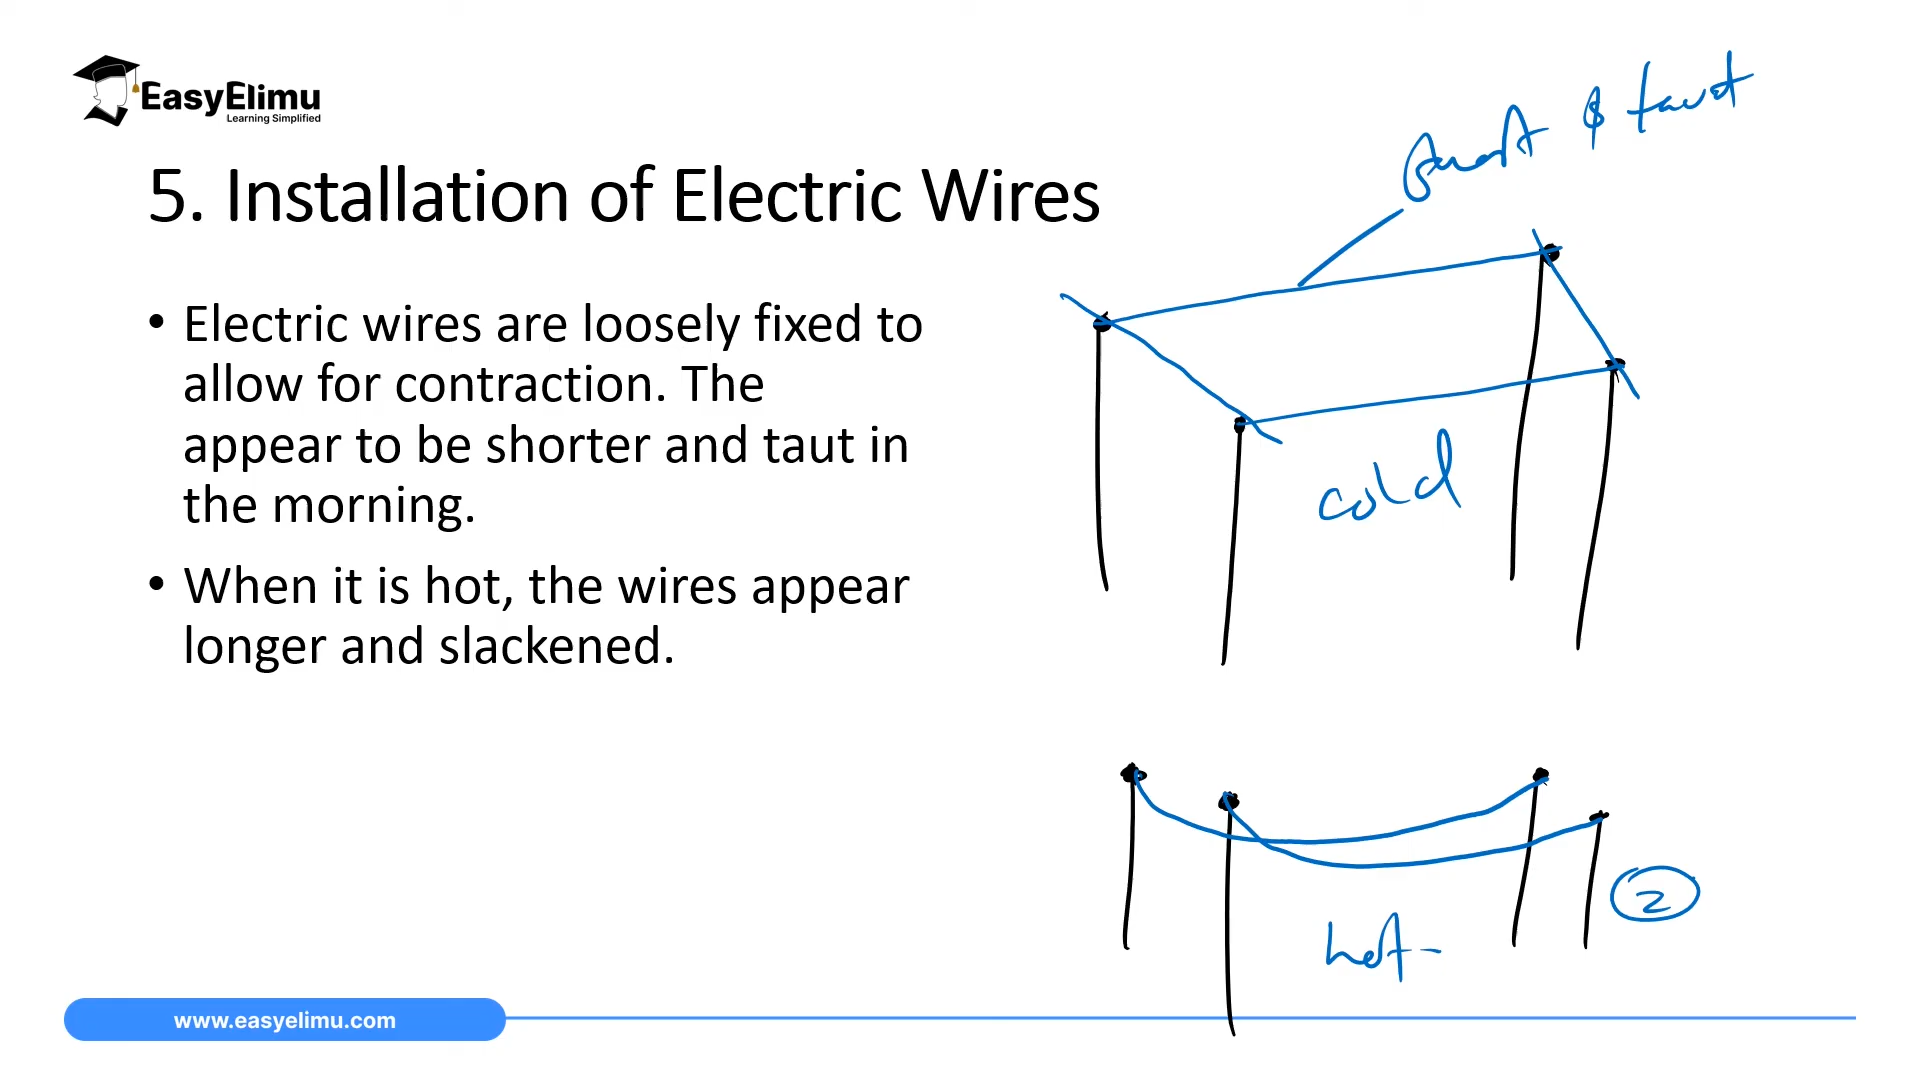 EasyElimu
Learning Simplified
short & taut
5. Installation of Electric Wires
• Electric wires are loosely fixed to
allow for contraction. The
appear to be shorter and taut in
the morning.
• When it is hot, the wires appear
longer and slackened.
cold
2
hot
www.easyelimu.com